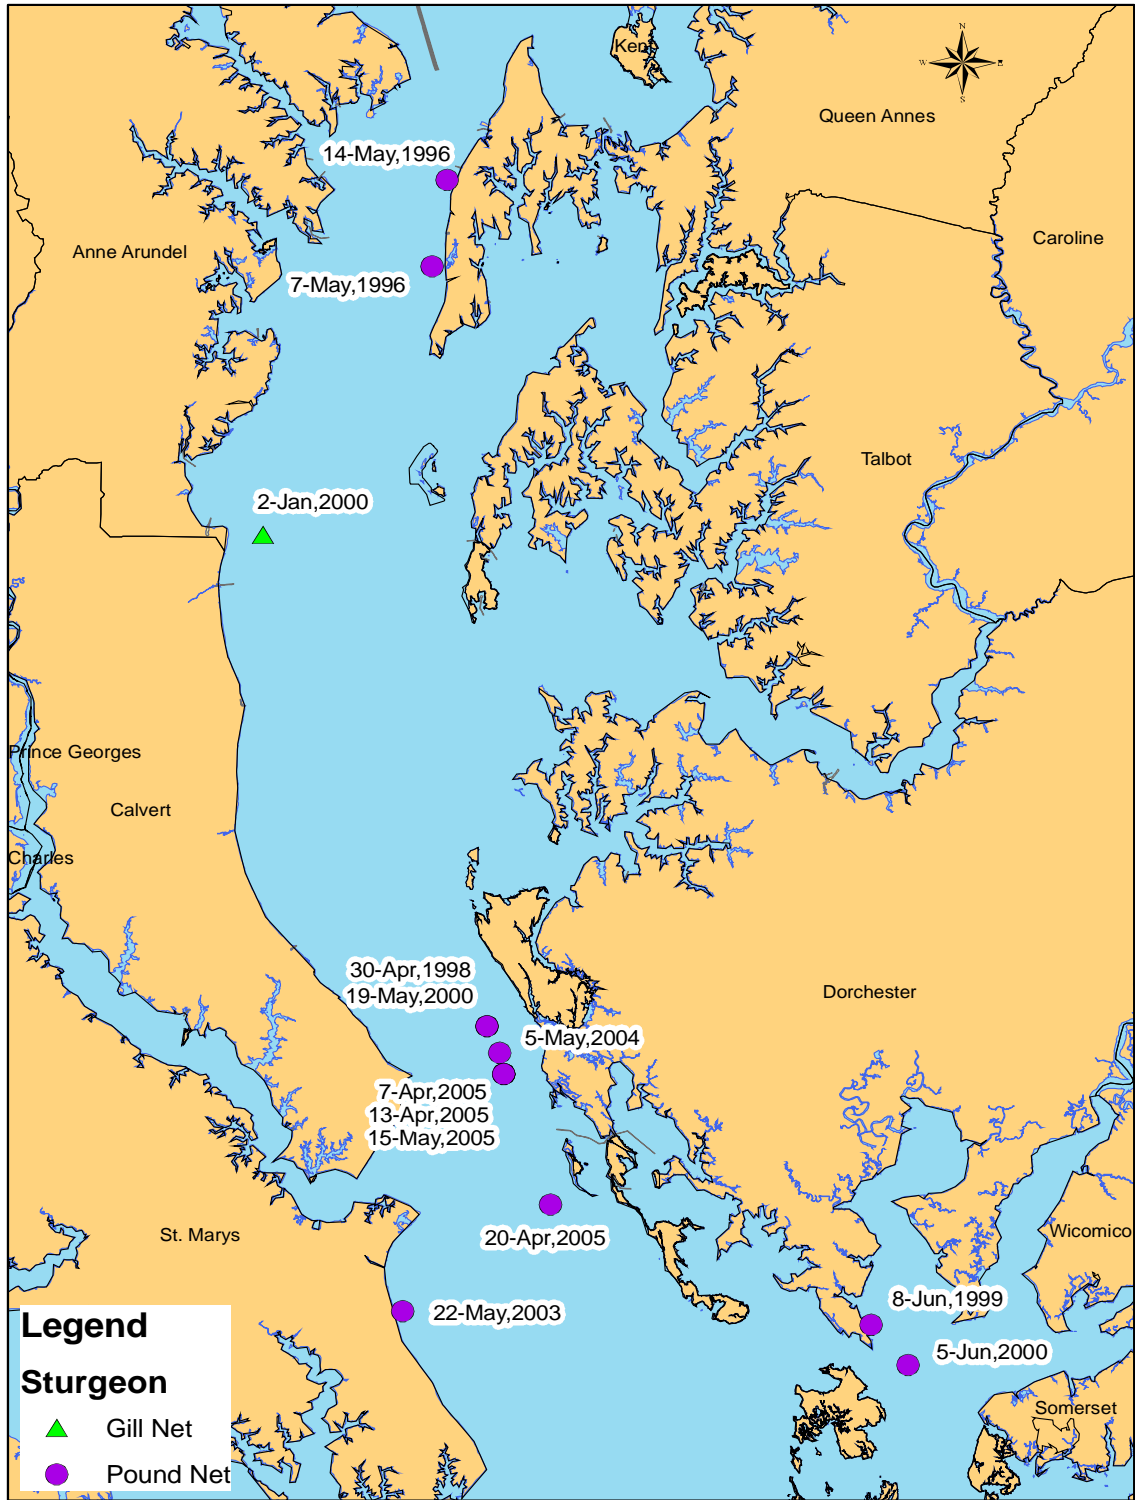 Kent
N
W
E
S
Queen Annes
14-May,1996
Caroline
Anne Arundel
7-May,1996
Talbot
2-Jan,2000
Prince Georges
Calvert
Charles
30-Apr,1998
19-May,2000
Dorchester
5-May,2004
7-Apr,2005
13-Apr,2005
15-May,2005
St. Marys
20-Apr,2005
Wicomico
8-Jun,1999
22-May,2003
5-Jun,2000
Somerset
Legend
Sturgeon
Gill Net
Pound Net